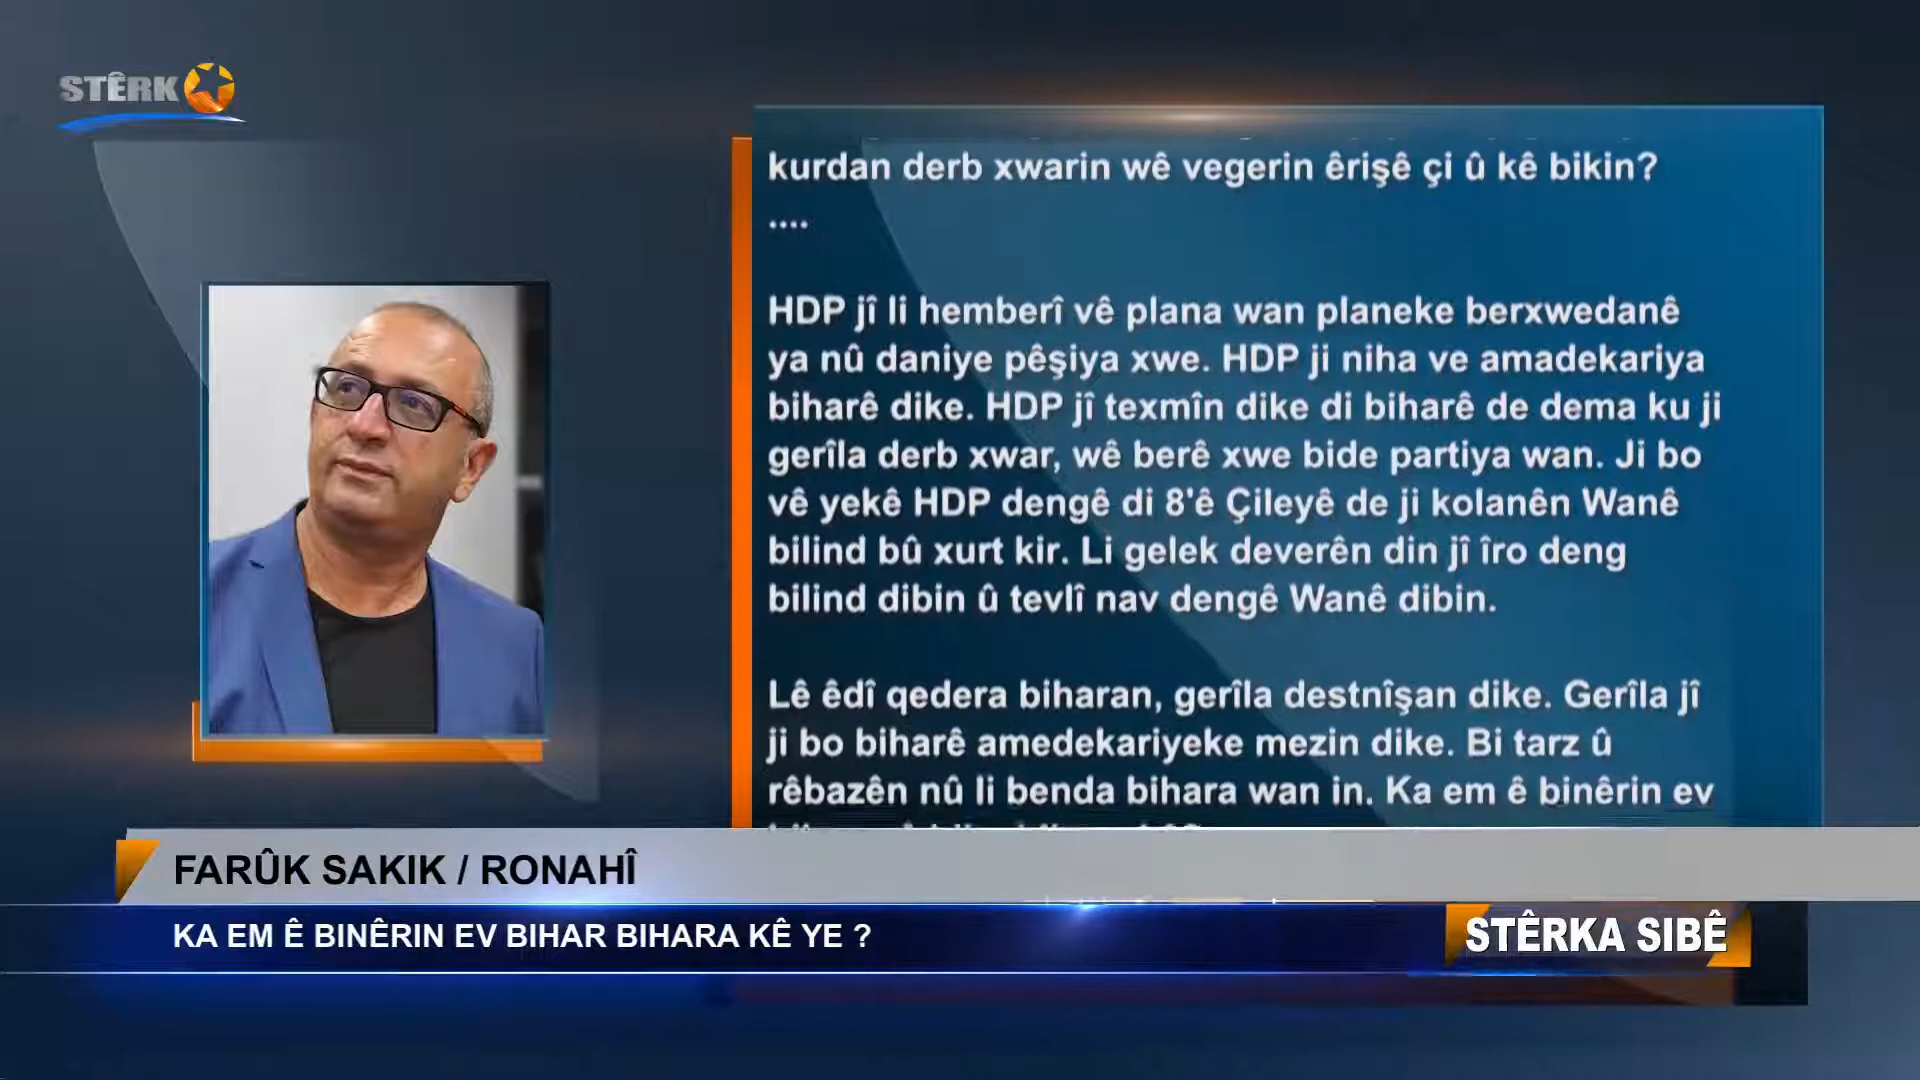 STÊRK
kurdan derb xwarin wê vegerin êrişê çi û kê bikin?
....
HDP jî li hemberî vê plana wan planeke berxwedanê
ya nû daniye pêşiya xwe. HDP ji niha ve amadekariya
biharê dike. HDP jî texmîn dike di biharê de dema ku ji
gerîla derb xwar, wê berê xwe bide partiya wan. Ji bo
vê yekê HDP dengê di 8'ê Çileyê de ji kolanên Wanê
bilind bû xurt kir. Li gelek deverên din jî îro deng
bilind dibin û tevlî nav dengê Wanê dibin.
Lê êdî qedera biharan, gerîla destnîşan dike. Gerîla jî
ji bo biharê amedekariyeke mezin dike. Bi tarz û
rêbazên nû li benda bihara wan in. Ka em ê binêrin ev
FARÛK SAKIK / RONAHÎ
KA EM Ê BINÊRIN EV BIHAR BIHARA KÊ YE ?
STÊRKA SIBÊ